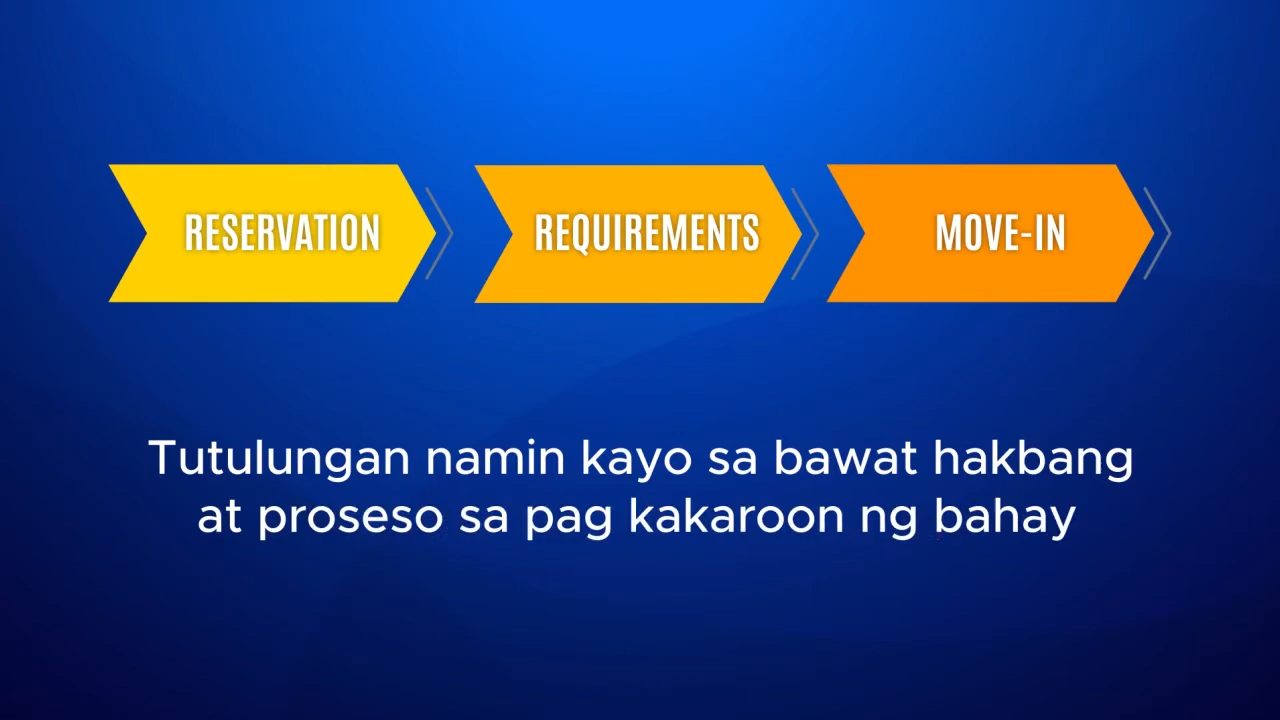 RESERVATION
REQUIREMENTS
MOVE-IN
Tutulungan namin kayo sa bawat hakbang
at proseso sa pag kakaroon ng bahay